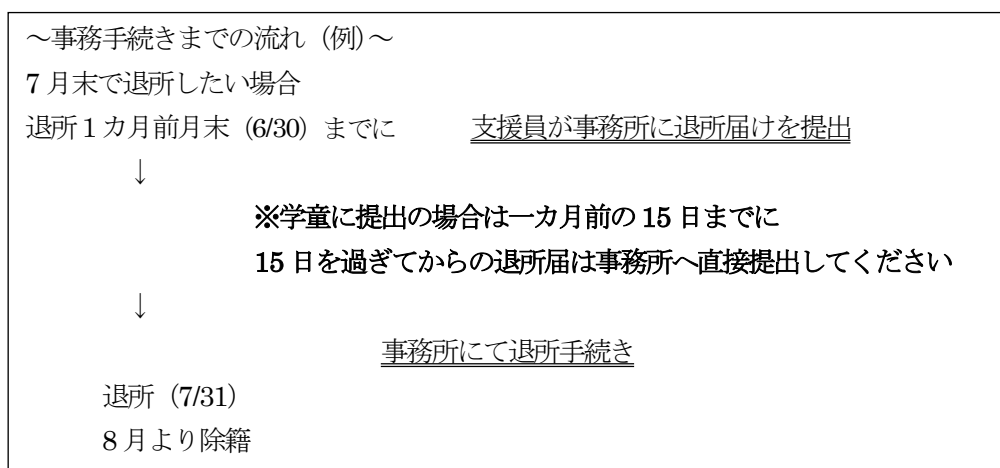 ～事務手続きまでの流れ（例）～
7月末で退所したい場合
退所１カ月前月末（6/30）までに　　支援員が事務所に退所届けを提出
↓
※学童に提出の場合は一カ月前の15日までに
15日を過ぎてからの退所届は事務所へ直接提出してください
↓
事務所にて退所手続き
退所（7/31）
8月より除籍